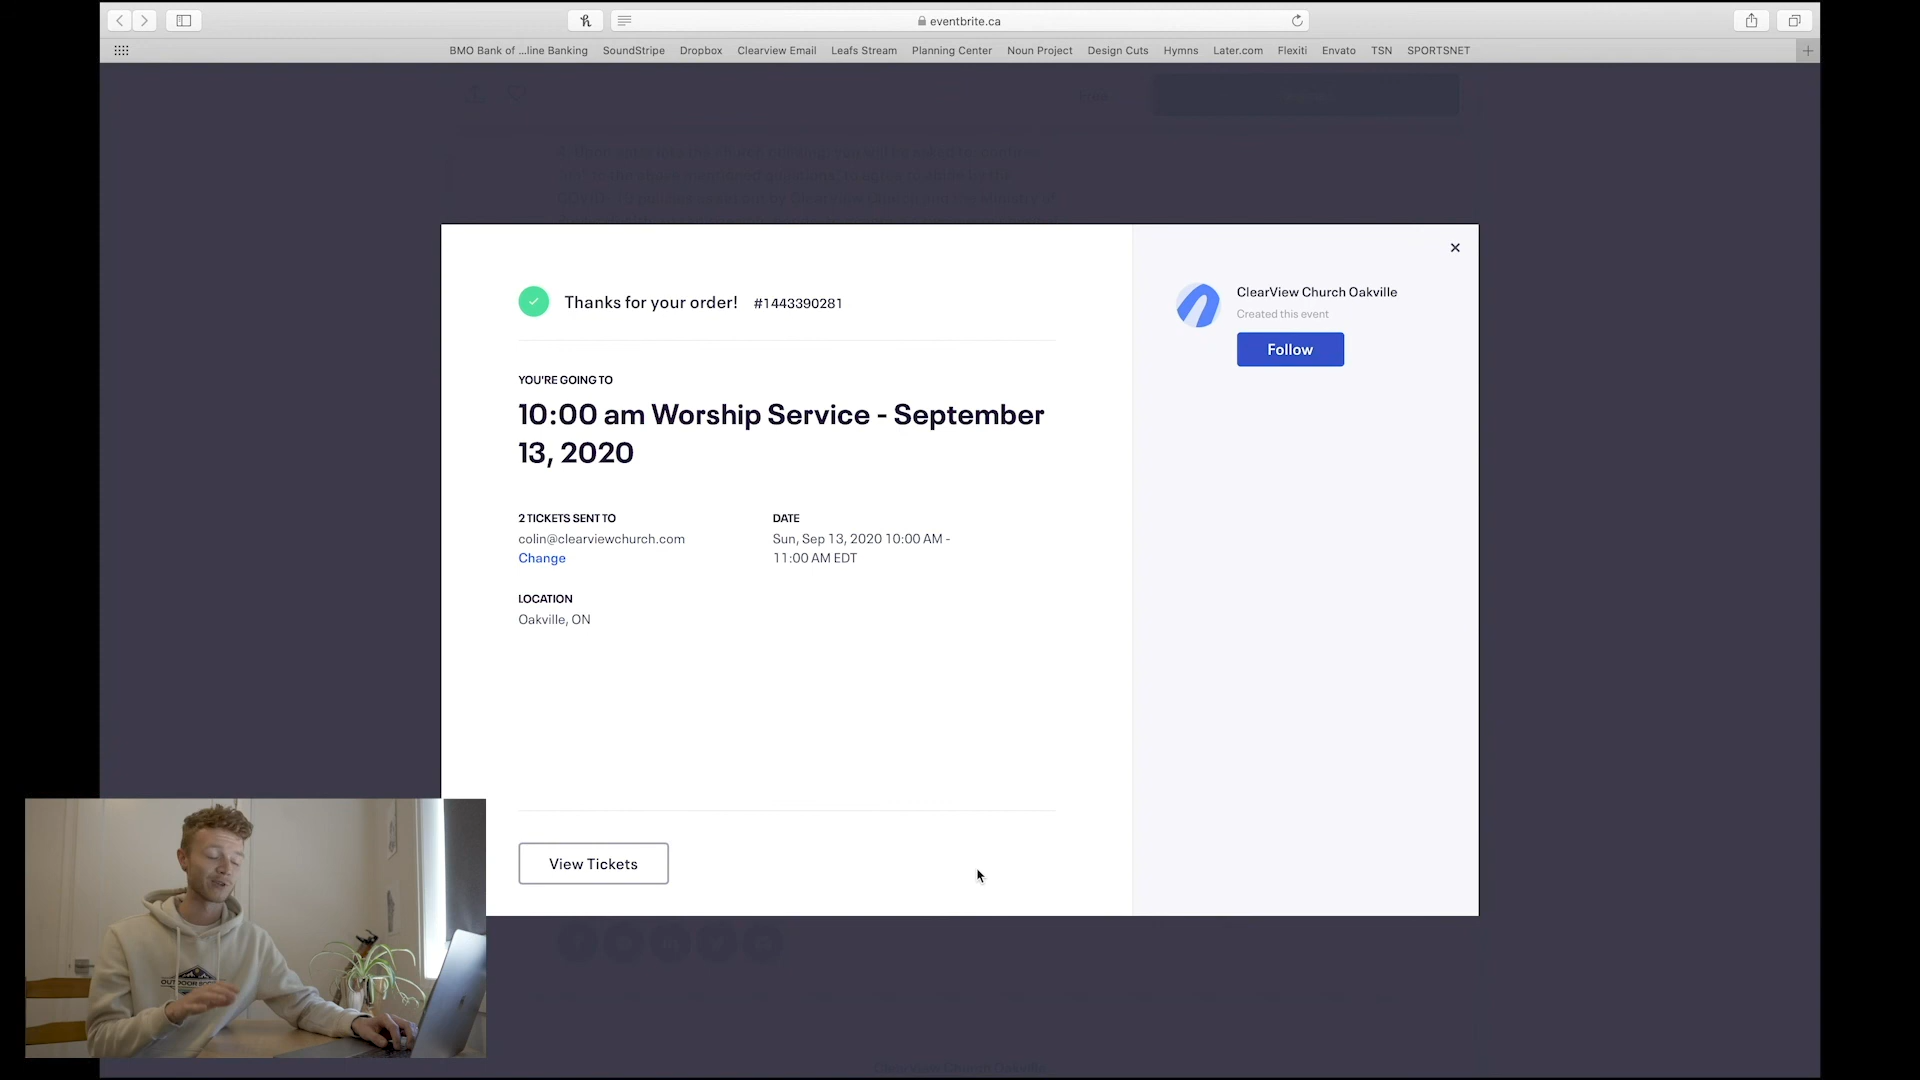 eventbrite.ca
BMO Bank of ...line Banking SoundStripe Dropbox Clearview Email Leafs Stream Planning Center Noun Project Design Cuts Hymns Later.com Flexiti Envato TSN SPORTSNET
Free
×
Thanks for your order! #1443390281
ClearView Church Oakville
Created this event
Follow
YOU'RE GOING TO
10:00 am Worship Service - September
13, 2020
2 TICKETS SENT TO
colin@clearviewchurch.com
Change
DATE
Sun, Sep 13, 2020 10:00 AM -
11:00 AM EDT
LOCATION
Oakville, ON
View Tickets